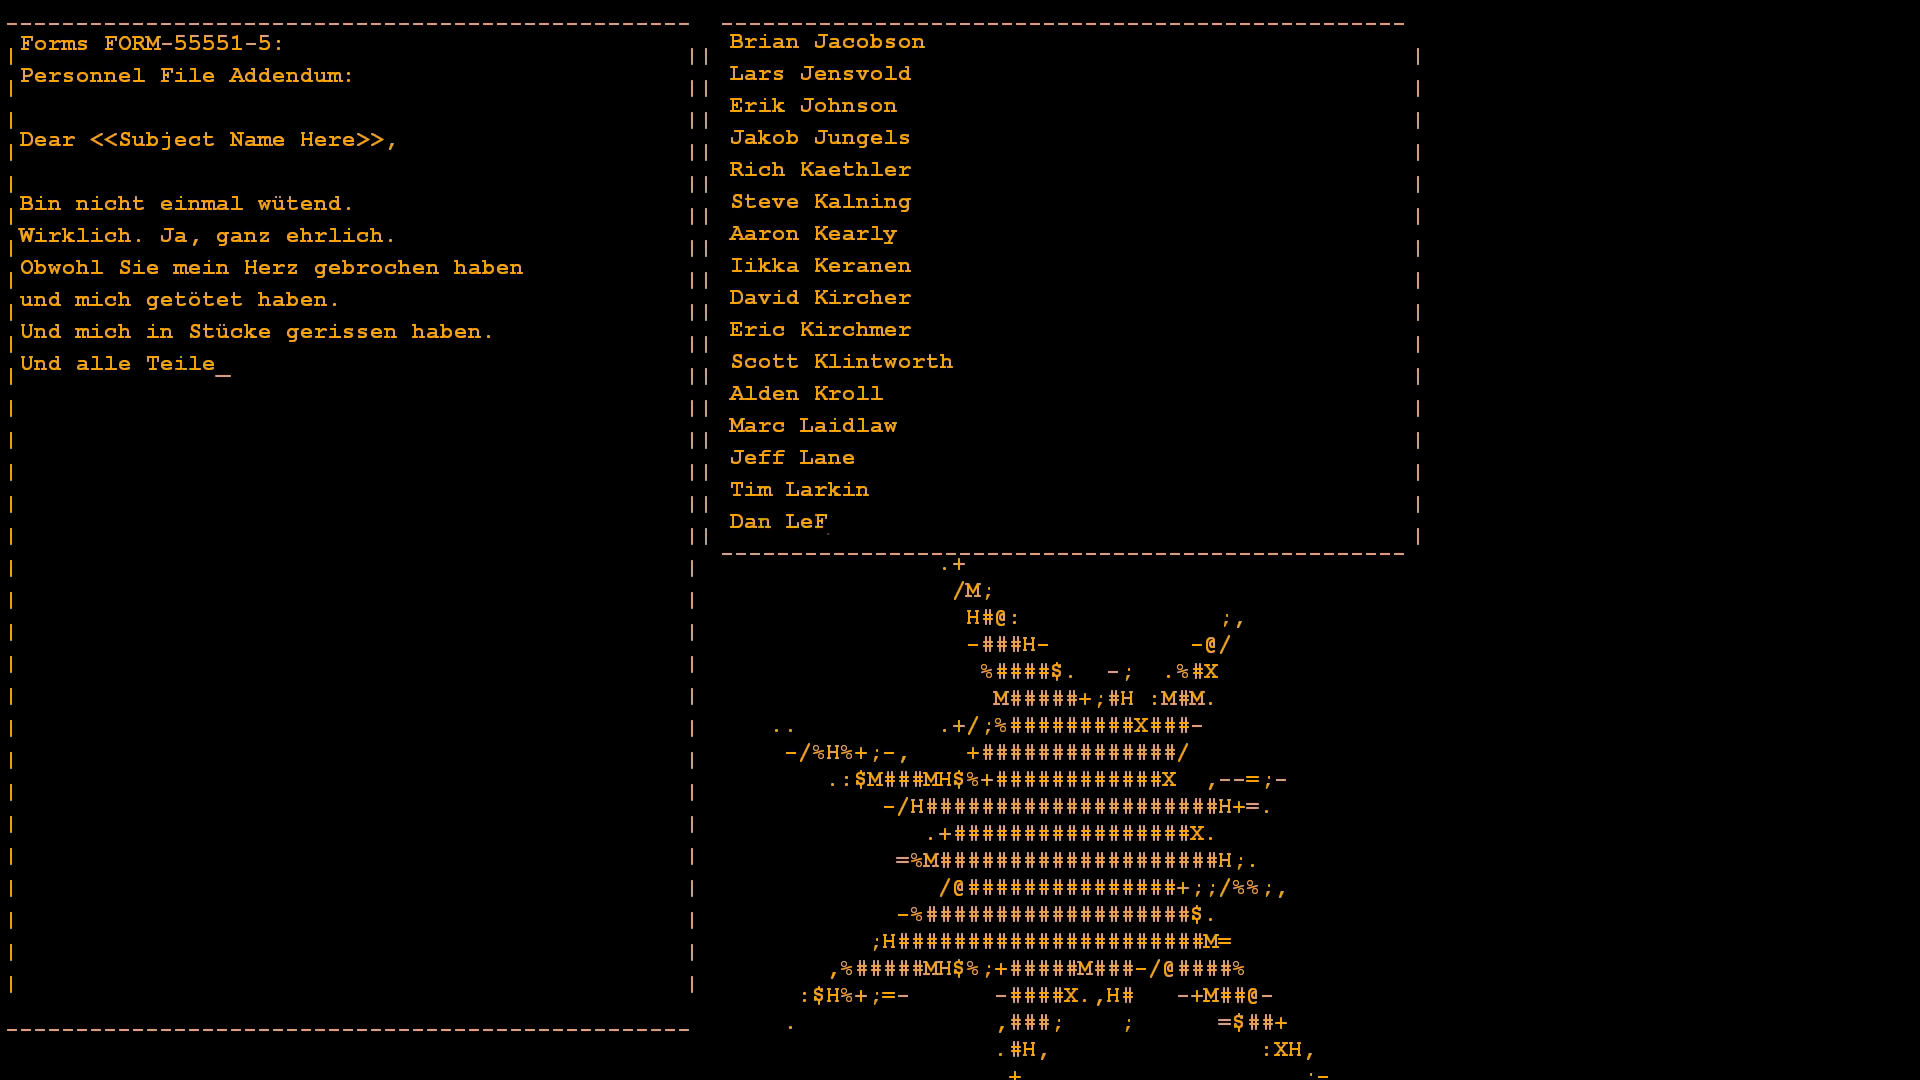 Forms FORM-55551-5:
Personnel File Addendum:
Dear <<Subject Name Here>>,
Bin nicht einmal wütend.
Wirklich. Ja, ganz ehrlich.
Obwohl Sie mein Herz gebrochen haben
und mich getötet haben.
Und mich in Stücke gerissen haben.
Und alle Teile_
Brian Jacobson
Lars Jensvold
Erik Johnson
Jakob Jungels
Rich Kaethler
Steve Kalning
Aaron Kearly
Iikka Keranen
David Kircher
Eric Kirchmer
Scott Klintworth
Alden Kroll
Marc Laidlaw
Jeff Lane
Tim Larkin
Dan LeF